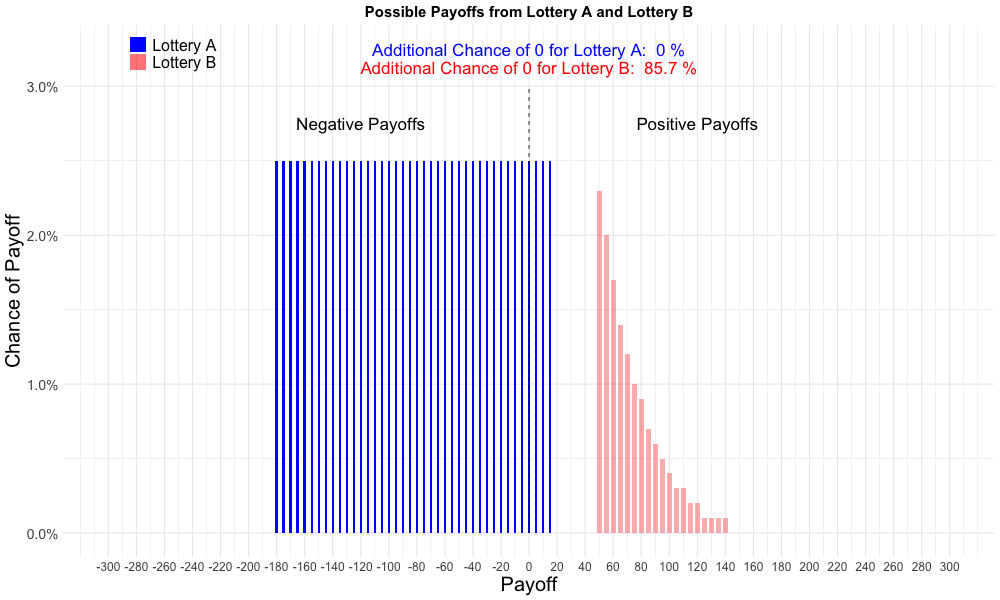 Possible Payoffs from Lottery A and Lottery B
Lottery A
Lottery B
Additional Chance of 0 for Lottery A:  0 %
Additional Chance of 0 for Lottery B:  85.7 %
Negative Payoffs
Positive Payoffs
Chance of Payoff
3.0%
2.0%
1.0%
0.0%
-300 -280 -260 -240 -220 -200 -180 -160 -140 -120 -100 -80 -60 -40 -20 0 20 40 60 80 100 120 140 160 180 200 220 240 260 280 300
Payoff